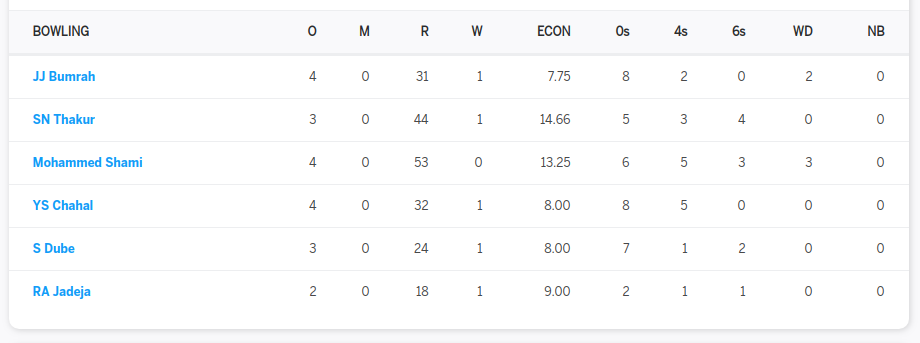 BOWLING O M R W ECON 0s 4s 6s WD NB
JJ Bumrah 4 0 31 1 7.75 8 2 0 2 0
SN Thakur 3 0 44 1 14.66 5 3 4 0 0
Mohammed Shami 4 0 53 0 13.25 6 5 3 3 0
YS Chahal 4 0 32 1 8.00 8 5 0 0 0
S Dube 3 0 24 1 8.00 7 1 2 0 0
RA Jadeja 2 0 18 1 9.00 2 1 1 0 0